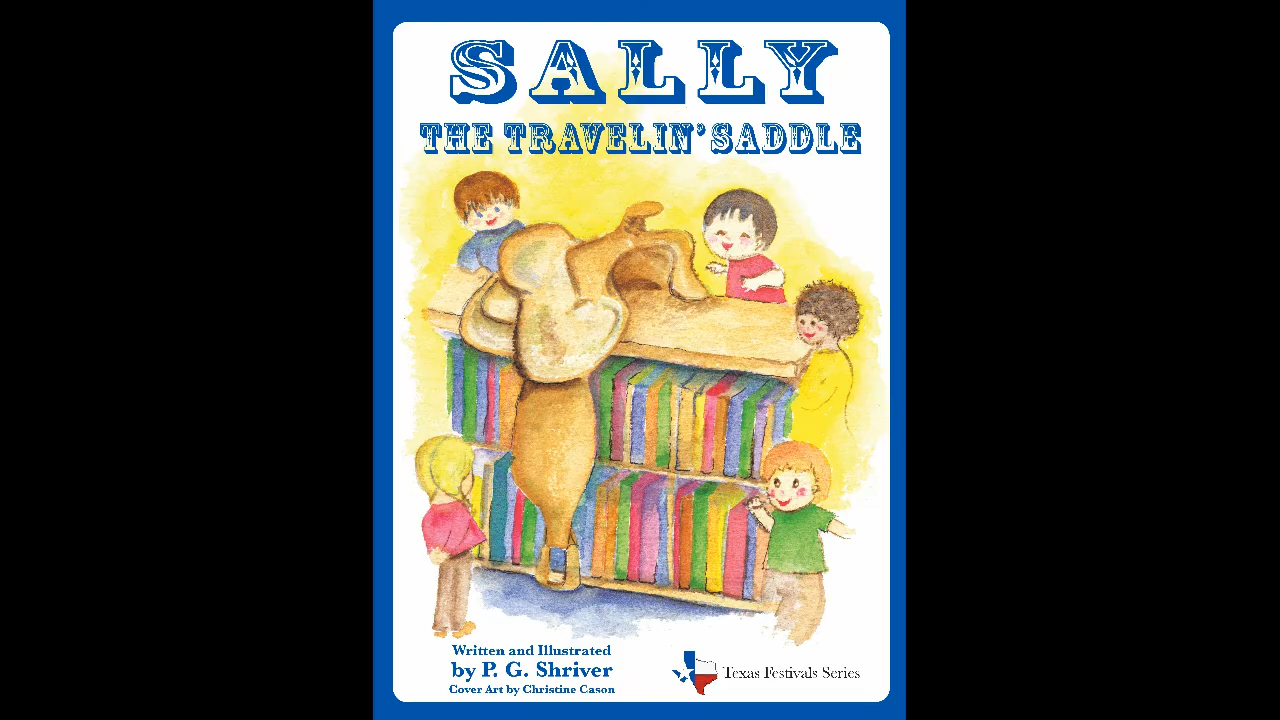 SALLY
THE TRAVELIN' SADDLE
Written and Illustrated
by P. G. Shriver
Cover Art by Christine Cason
Texas Festivals Series